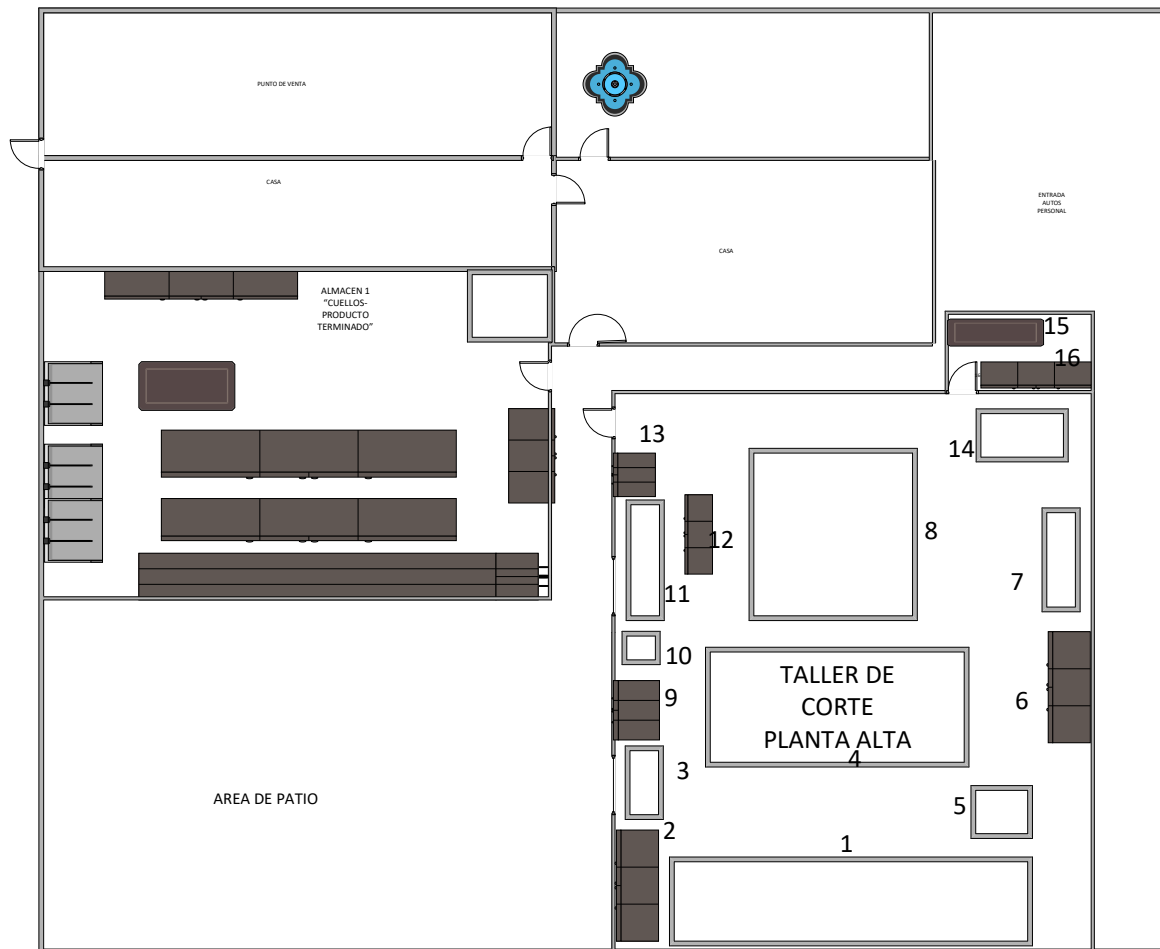 PUNTO DE VENTA
CASA
ENTRADA
AUTOS
PERSONAL
CASA
ALMACEN 1
"CUELLOS-
PRODUCTO
TERMINADO"
15
16
13
14
12
8
7
11
10
9
6
TALLER DE
CORTE
PLANTA ALTA
4
3
5
AREA DE PATIO
2
1